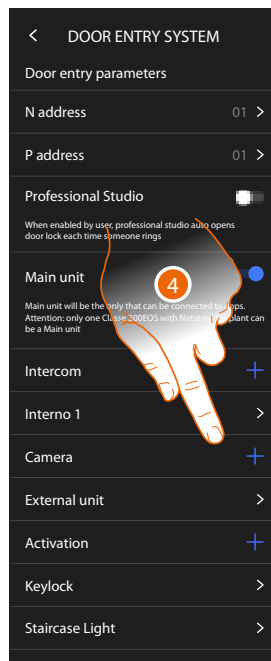 DOOR ENTRY SYSTEM
Door entry parameters
N address 01
P address 01
Professional Studio
When enabled by user, professional studio auto opens
door lock each time someone rings
Main unit
4
Main unit will be the only that can be connected to
Attention: only one Classe 300EOS with Netatmo plant can
be a Main unit
Intercom
Interno 1
Camera
External unit
Activation
Keylock
Staircase Light